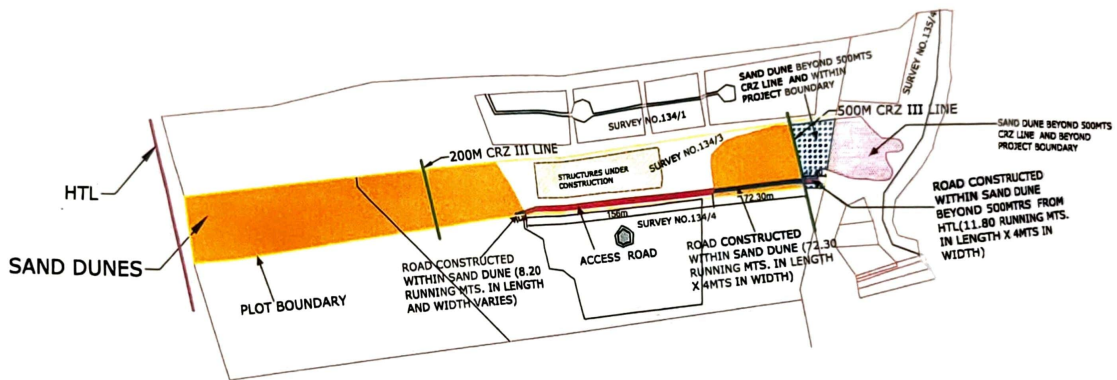 SAND DUNE BEYOND 500MTS
CRZ LINE AND WITHIN
PROJECT BOUNDARY
SURVEY NO.135/4
SURVEY NO.134/1
500M CRZ III LINE
SAND DUNE BEYOND 500MTS
CRZ LINE AND BEYOND
PROJECT BOUNDARY
200M CRZ III LINE
SURVEY NO.134/3
STRUCTURES UNDER
CONSTRUCTION
HTL
ROAD CONSTRUCTED
WITHIN SAND DUNE
BEYOND 500MTRS FROM
HTL(11.80 RUNNING MTS.
IN LENGTH X 4MTS IN
WIDTH)
72.30m
156m
SURVEY NO.134/4
SAND DUNES
PLOT BOUNDARY
ROAD CONSTRUCTED
WITHIN SAND DUNE (8.20
RUNNING MTS. IN LENGTH
AND WIDTH VARIES)
ACCESS ROAD
ROAD CONSTRUCTED
WITHIN SAND DUNE (72.30
RUNNING MTS. IN LENGTH
X 4MTS IN WIDTH)